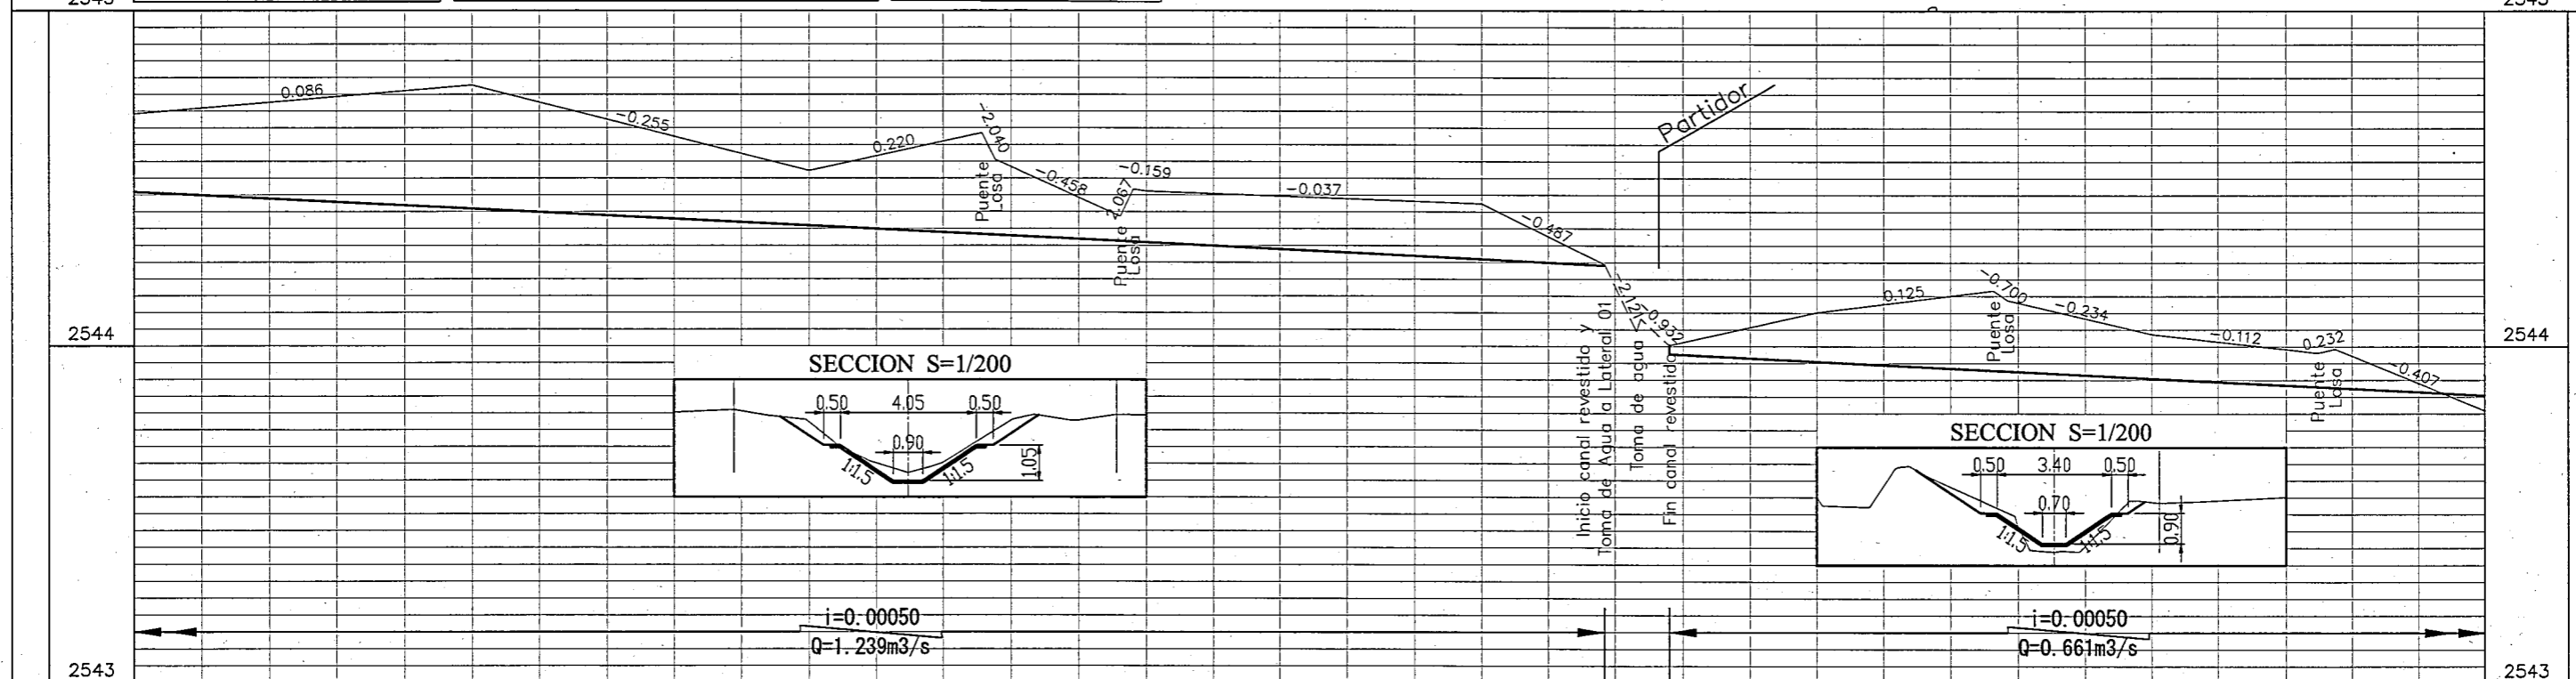 0.086
-0.255
0.220
-2.040
Puente
Losa
-0.458
2.067
-0.159
Puente
Losa
-0.037
-0.487
Partidor
-2.121
-0.932
0.125
-0.700
Puente
Losa
-0.234
-0.112
0.232
Puente
Losa
-0.407
2544
2544
Inicio canal revestido y
Toma de Agua a Lateral 01
Toma de agua
Fin canal revestido
SECCION S=1/200
0.50
4.05
0.50
0.90
1:1.5
1:1.5
1.05
SECCION S=1/200
0.50
3.40
0.50
0.70
1:1.5
1:1.5
0.90
i=0.00050
Q=1.239m3/s
i=0.00050
Q=0.661m3/s
2543
2543